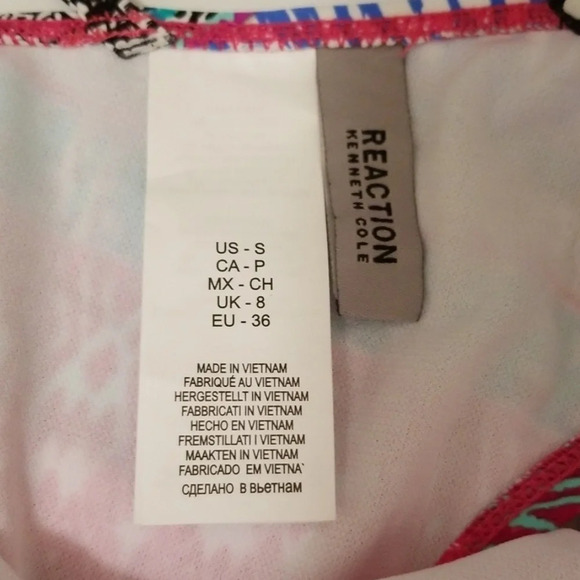 US - S
CA - P
MX - CH
UK - 8
EU - 36
MADE IN VIETNAM
FABRIQUÉ AU VIETNAM
HERGESTELLT IN VIETNAM
FABBRICATI IN VIETNAM
HECHO EN VIETNAM
FREMSTILLATI I VIETNAM
MAAKTEN IN VIETNAM
FABRICADO EM VIETNA`
СДЕЛАНО В Вьетнам
REACTION
KENNETH COLE